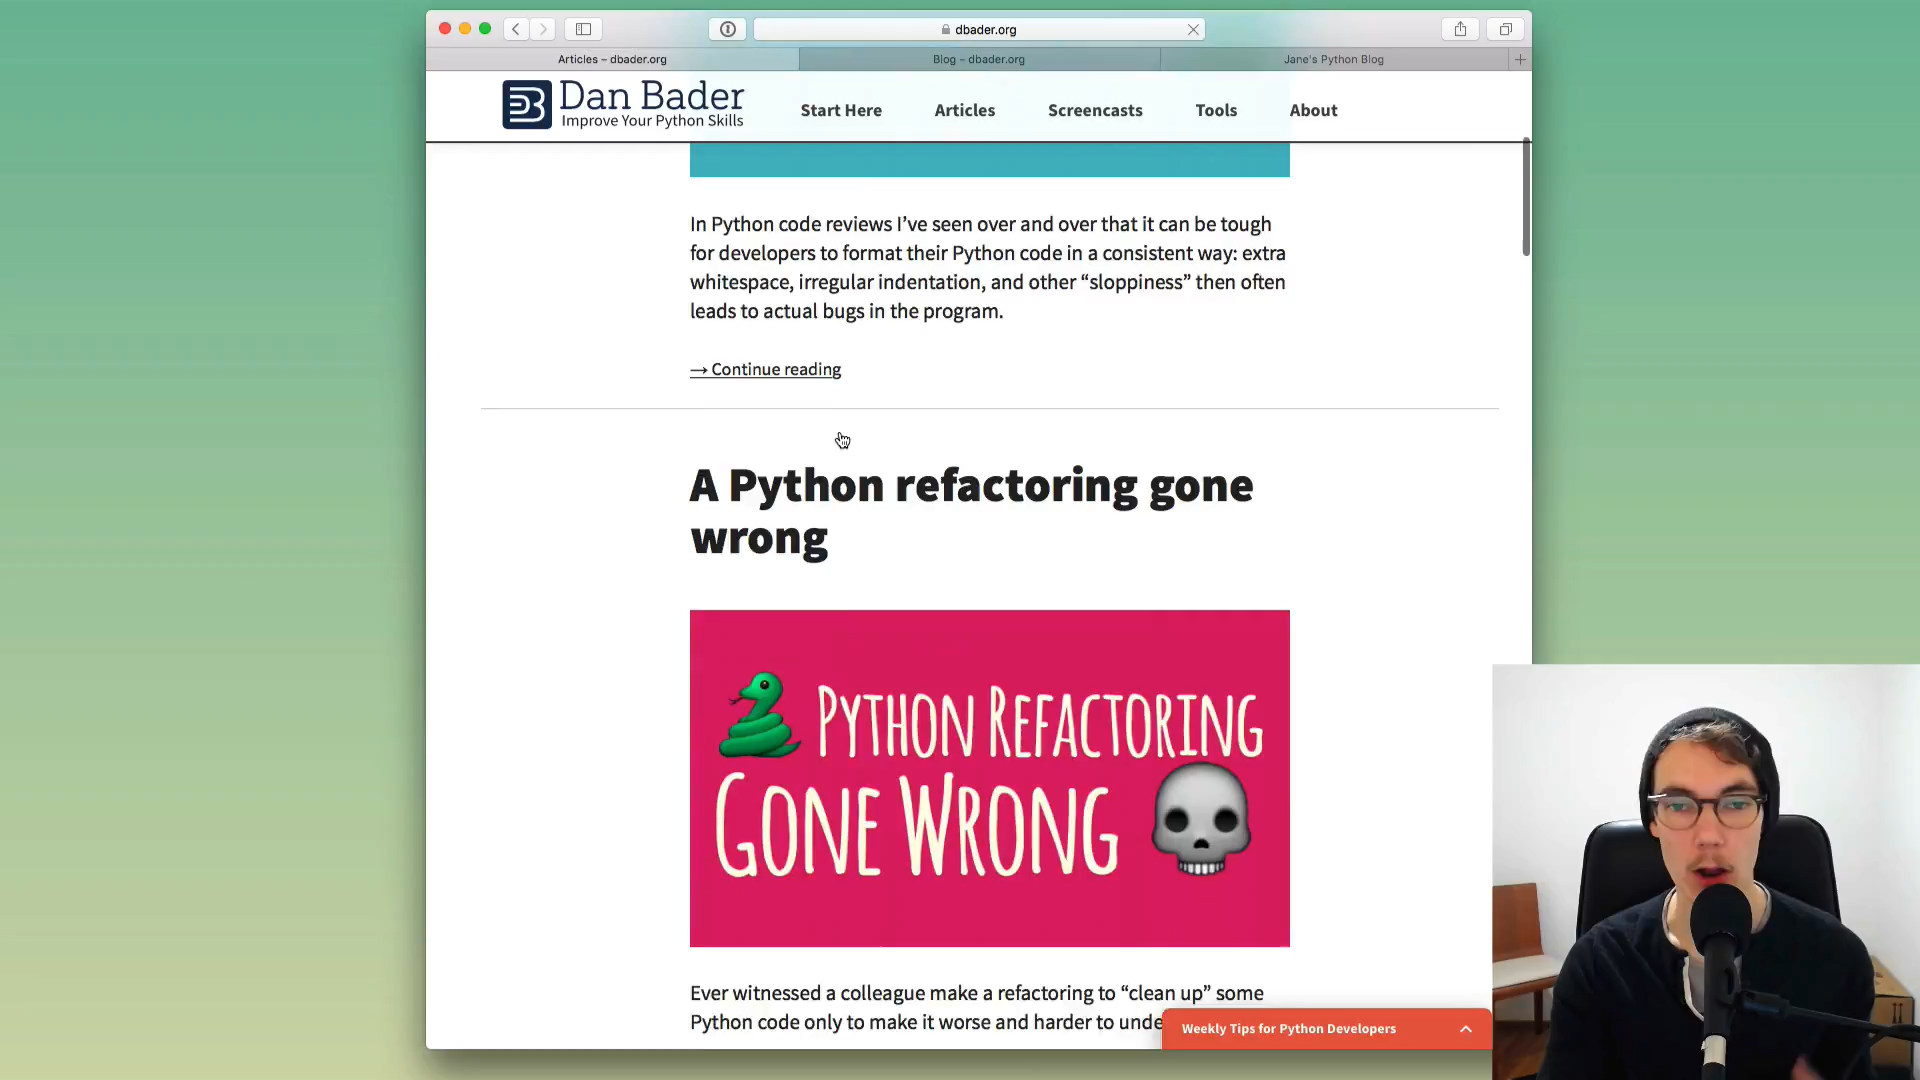 dbader.org
Articles – dbader.org
Blog – dbader.org
Jane's Python Blog
Dan Bader
Improve Your Python Skills
Start Here
Articles
Screencasts
Tools
About
In Python code reviews I’ve seen over and over that it can be tough
for developers to format their Python code in a consistent way: extra
whitespace, irregular indentation, and other “sloppiness” then often
leads to actual bugs in the program.
→ Continue reading
A Python refactoring gone
wrong
PYTHON REFACTORING
GONE WRONG
Ever witnessed a colleague make a refactoring to “clean up” some
Python code only to make it worse and harder to
Weekly Tips for Python Developers